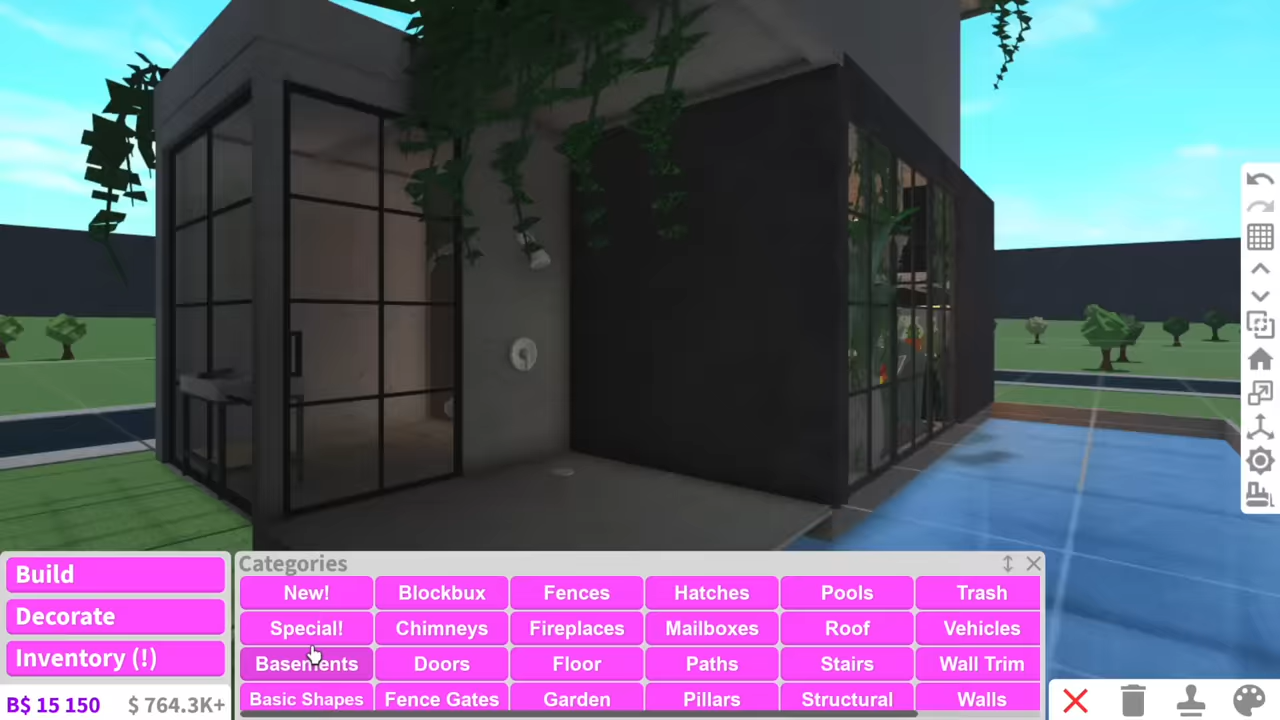 Build
Decorate
Inventory (!)
B$ 15 150 $ 764.3K+
Categories
New! Blockbux Fences Hatches Pools Trash
Special! Chimneys Fireplaces Mailboxes Roof Vehicles
Basements Doors Floor Paths Stairs Wall Trim
Basic Shapes Fence Gates Garden Pillars Structural Walls